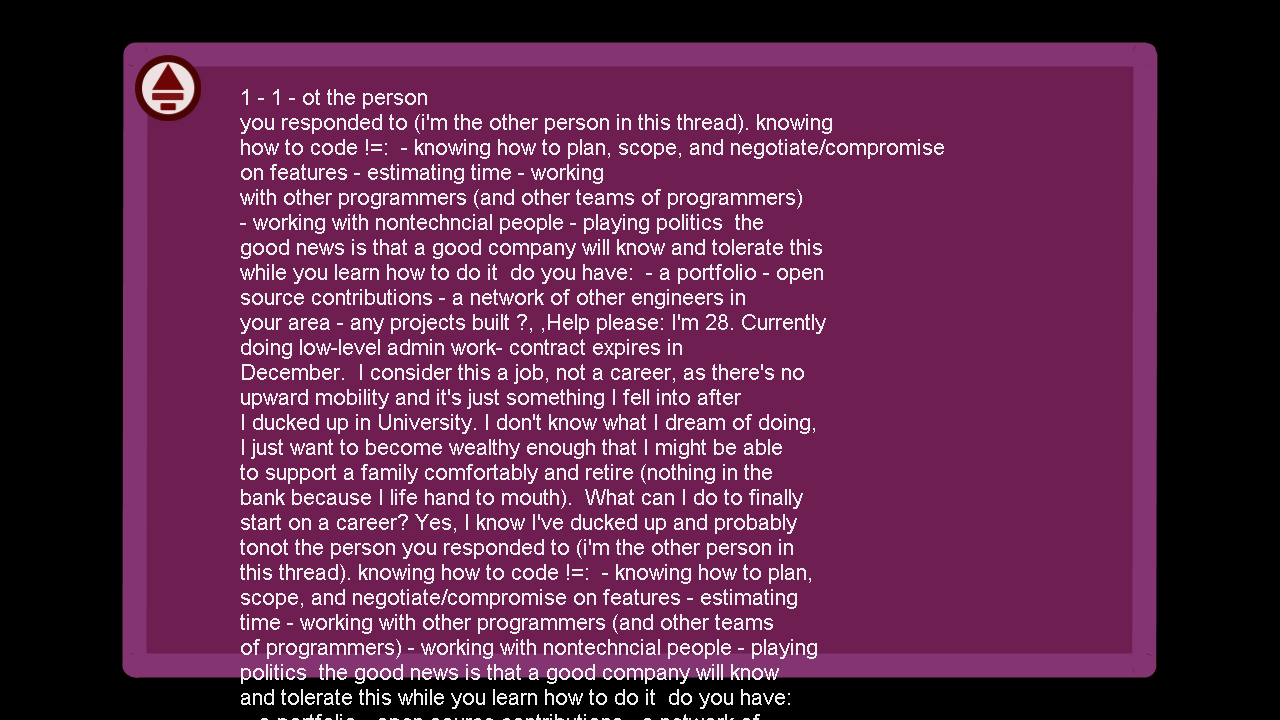 1 - 1 - ot the person
you responded to (i'm the other person in this thread). knowing
how to code !=:  - knowing how to plan, scope, and negotiate/compromise
on features - estimating time - working
with other programmers (and other teams of programmers)
- working with nontechncial people - playing politics  the
good news is that a good company will know and tolerate this
while you learn how to do it  do you have:  - a portfolio - open
source contributions - a network of other engineers in
your area - any projects built ?, ,Help please: I'm 28. Currently
doing low-level admin work- contract expires in
December.  I consider this a job, not a career, as there's no
upward mobility and it's just something I fell into after
I ducked up in University. I don't know what I dream of doing,
I just want to become wealthy enough that I might be able
to support a family comfortably and retire (nothing in the
bank because I life hand to mouth).  What can I do to finally
start on a career? Yes, I know I've ducked up and probably
tonot the person you responded to (i'm the other person in
this thread). knowing how to code !=:  - knowing how to plan,
scope, and negotiate/compromise on features - estimating
time - working with other programmers (and other teams
of programmers) - working with nontechncial people - playing
politics  the good news is that a good company will know
and tolerate this while you learn how to do it  do you have:
- a portfolio - open source contributions - a network of